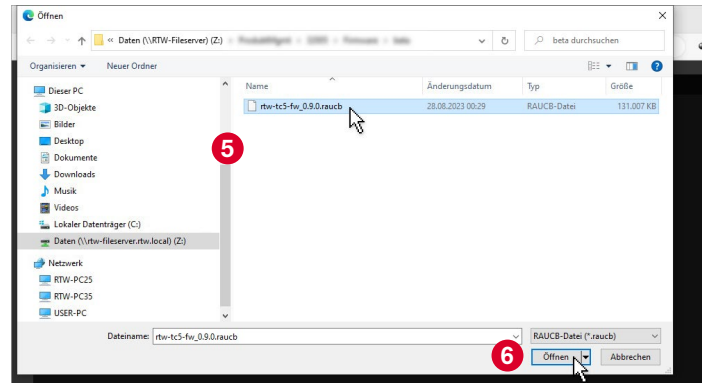 Öffnen
« Daten (\\RTW-Fileserver) (Z:)
beta durchsuchen
Organisieren
Neuer Ordner
Name
Änderungsdatum
Typ
Größe
rtw-tc5-fw_0.9.0.raucb
28.08.2023 00:29
RAUCB-Datei
131.007 KB
Dieser PC
3D-Objekte
Bilder
Desktop
Dokumente
Downloads
Musik
Videos
Lokaler Datenträger (C:)
Daten (\\rtw-fileserver.rtw.local) (Z:)
Netzwerk
RTW-PC25
RTW-PC35
USER-PC
5
Dateiname:
rtw-tc5-fw_0.9.0.raucb
RAUCB-Datei (*.raucb)
6
Öffnen
Abbrechen